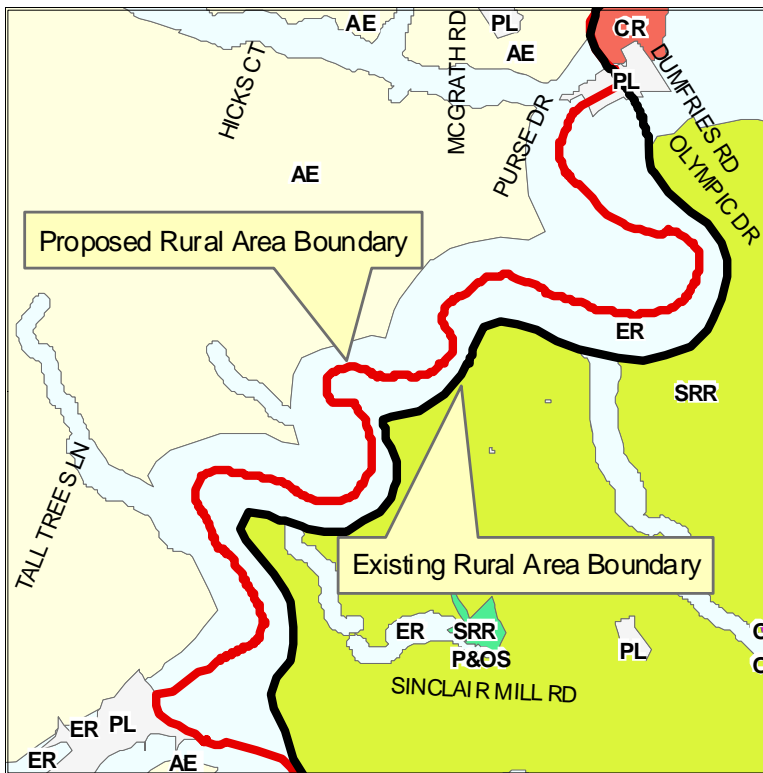 AE
PL
CR
AE
MCGRATH RD
HICKS CT
PL
DUMFRIES RD
PURSE DR
OLYMPIC DR
AE
Proposed Rural Area Boundary
ER
SRR
TALL TREES LN
Existing Rural Area Boundary
ER
SRR
PL
P&OS
SINCLAIR MILL RD
ER
PL
ER
AE